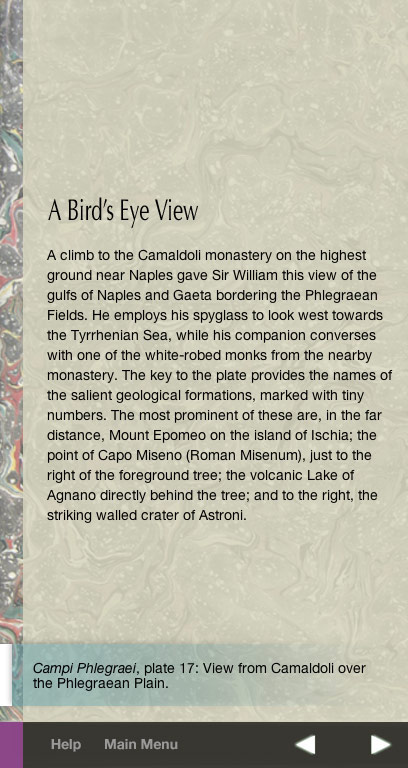 A Bird's Eye View
A climb to the Camaldoli monastery on the highest
ground near Naples gave Sir William this view of the
gulfs of Naples and Gaeta bordering the Phlegraean
Fields. He employs his spyglass to look west towards
the Tyrrhenian Sea, while his companion converses
with one of the white-robed monks from the nearby
monastery. The key to the plate provides the names of
the salient geological formations, marked with tiny
numbers. The most prominent of these are, in the far
distance, Mount Epomeo on the island of Ischia; the
point of Capo Miseno (Roman Misenum), just to the
right of the foreground tree; the volcanic Lake of
Agnano directly behind the tree; and to the right, the
striking walled crater of Astroni.
Campi Phlegraei, plate 17: View from Camaldoli over
the Phlegraean Plain.
Help Main Menu